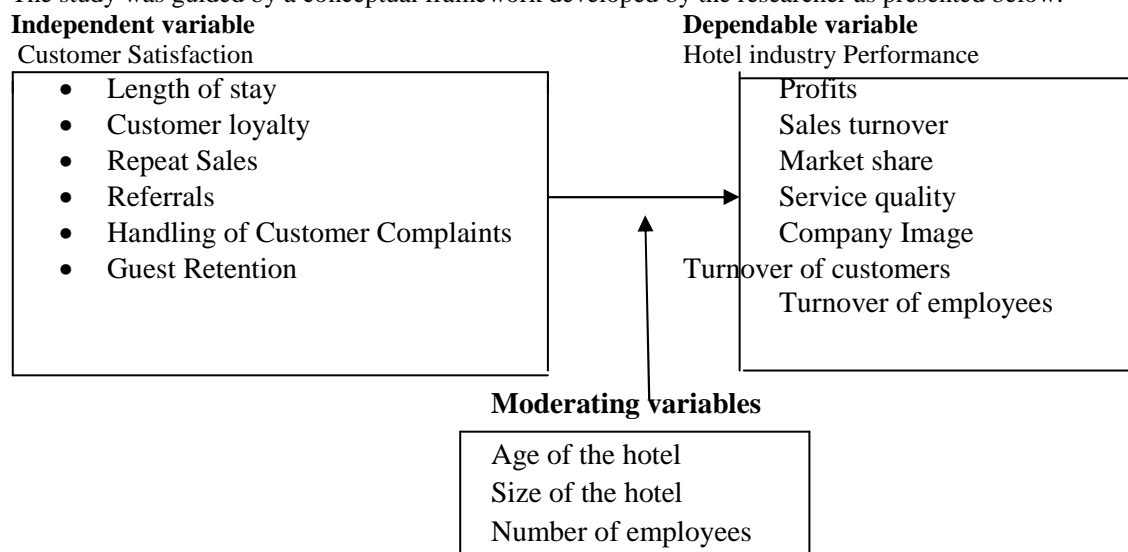 The study was guided by a conceptual framework developed by the researcher as presented below.
Independent variable
Customer Satisfaction
• Length of stay
• Customer loyalty
• Repeat Sales
• Referrals
• Handling of Customer Complaints
• Guest Retention
Dependable variable
Hotel industry Performance
Profits
Sales turnover
Market share
Service quality
Company Image
Turnover of customers
Turnover of employees
Moderating variables
Age of the hotel
Size of the hotel
Number of employees